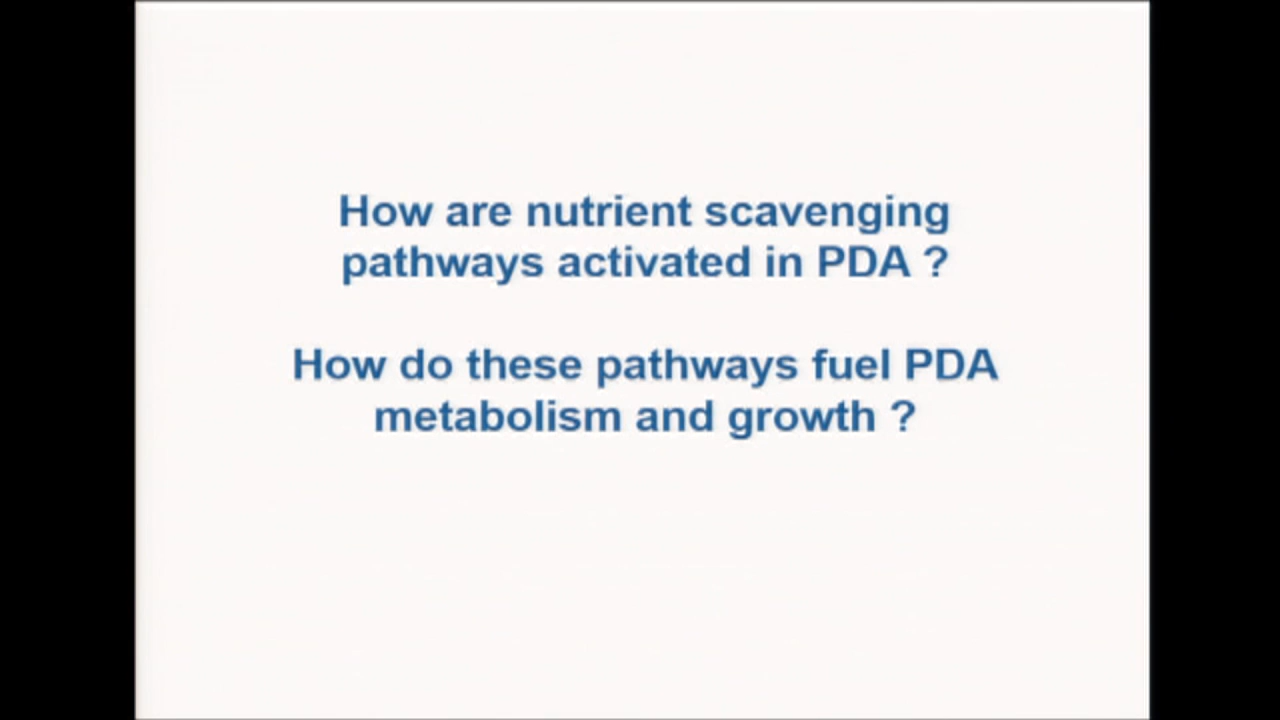 How are nutrient scavenging
pathways activated in PDA ?
How do these pathways fuel PDA
metabolism and growth ?